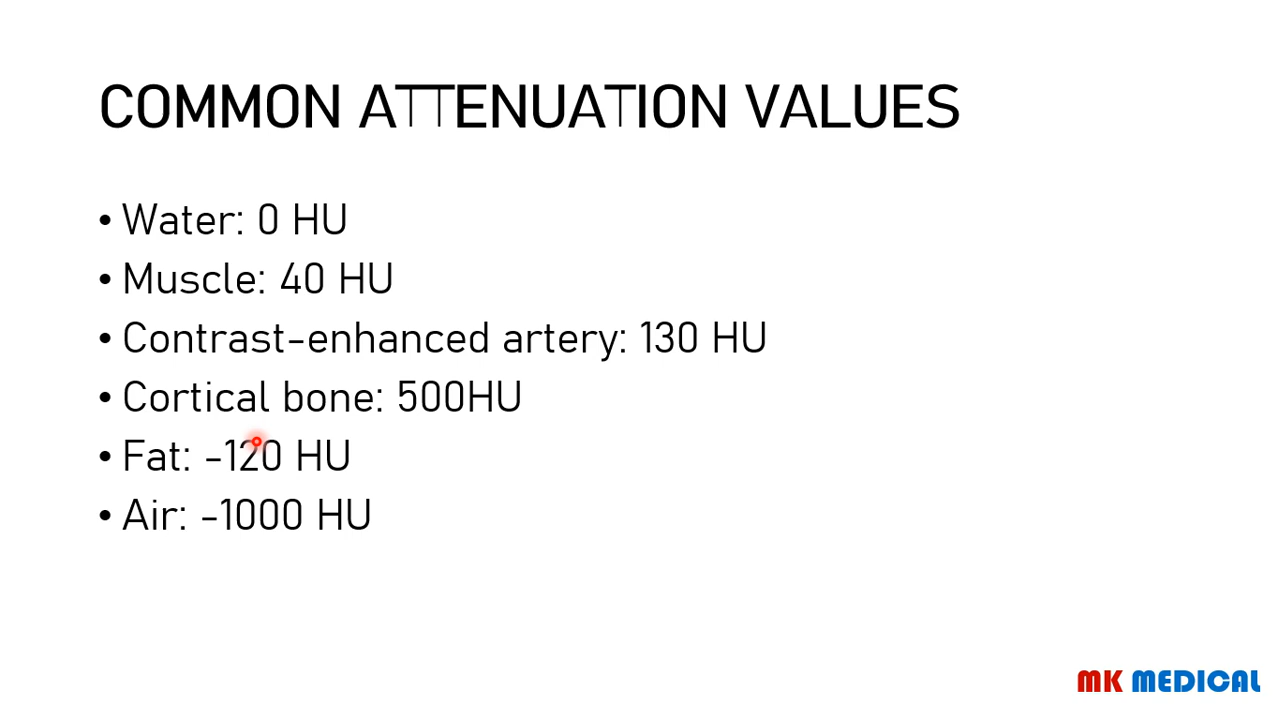 COMMON ATTENUATION VALUES
• Water: 0 HU
• Muscle: 40 HU
• Contrast-enhanced artery: 130 HU
• Cortical bone: 500HU
• Fat: -120 HU
• Air: -1000 HU
MK MEDICAL